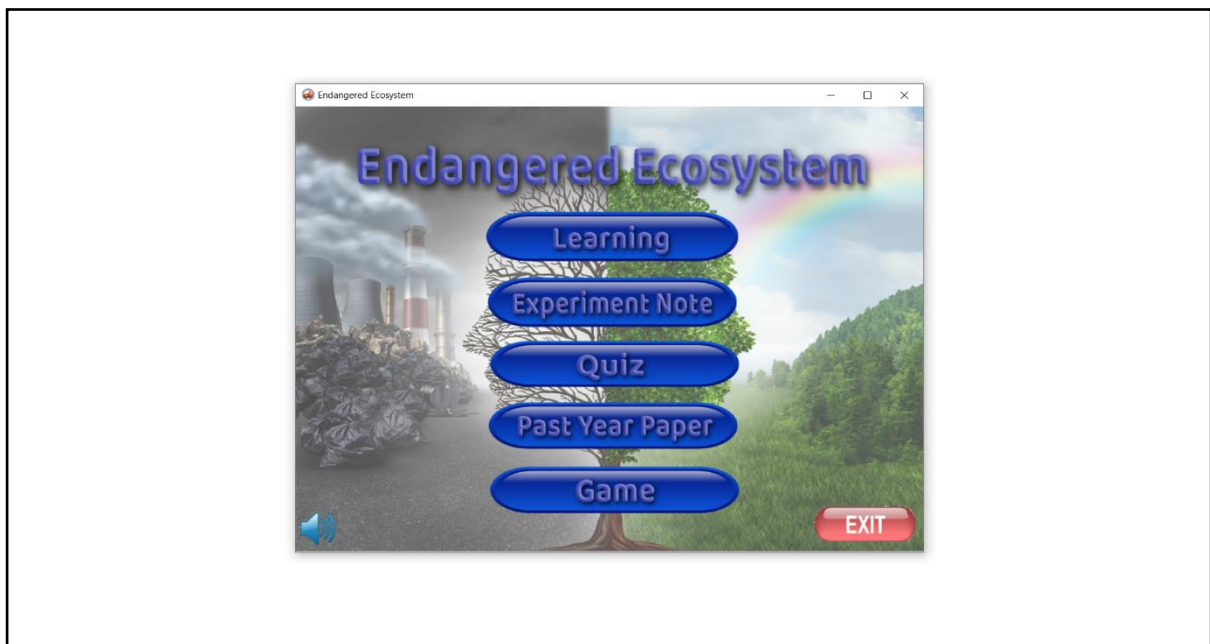 Endangered Ecosystem
Endangered Ecosystem
Learning
Experiment Note
Quiz
Past Year Paper
Game
EXIT